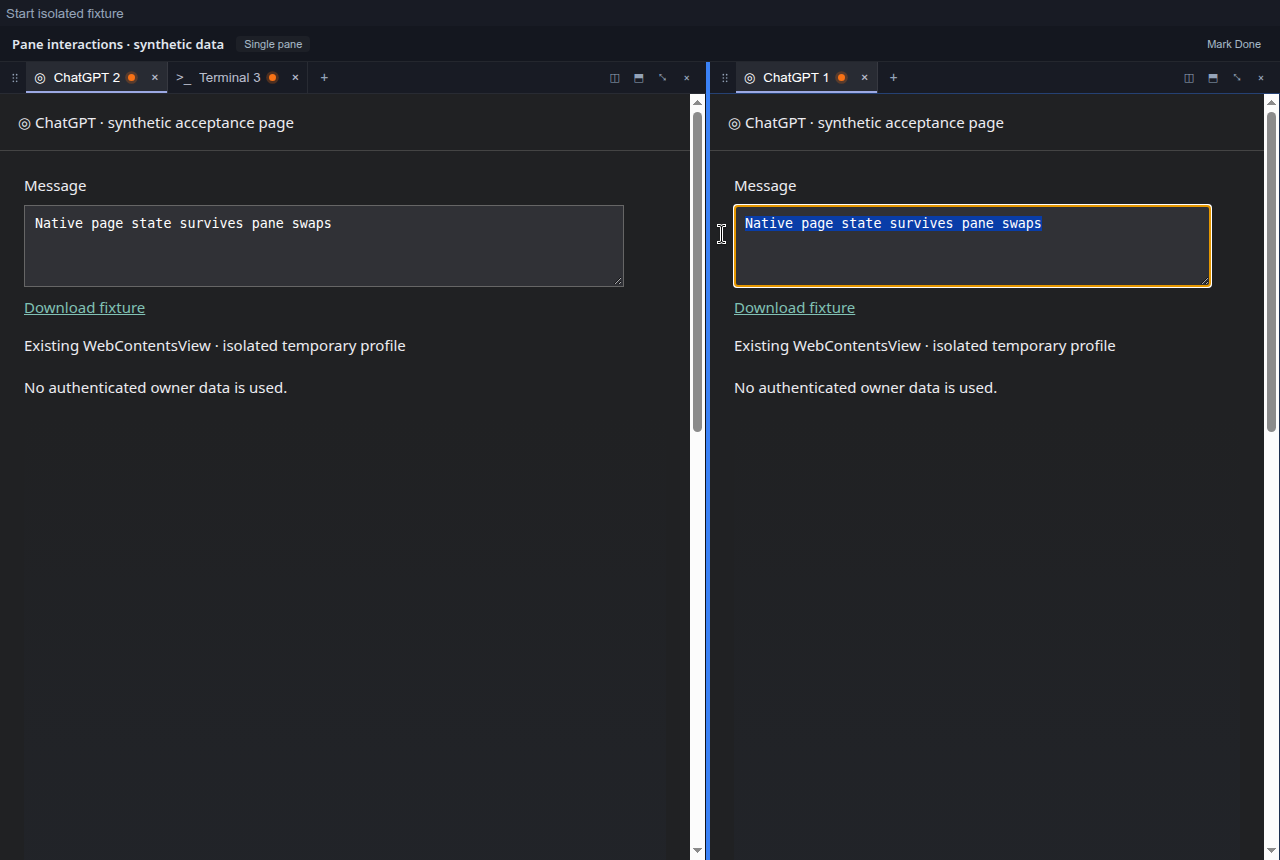 Start isolated fixture
Pane interactions · synthetic data Single pane Mark Done
ChatGPT 2 × >_ Terminal 3 × +
ChatGPT · synthetic acceptance page
Message
Native page state survives pane swaps
Download fixture
Existing WebContentsView · isolated temporary profile
No authenticated owner data is used.
ChatGPT 1 × +
ChatGPT · synthetic acceptance page
Message
Native page state survives pane swaps
Download fixture
Existing WebContentsView · isolated temporary profile
No authenticated owner data is used.